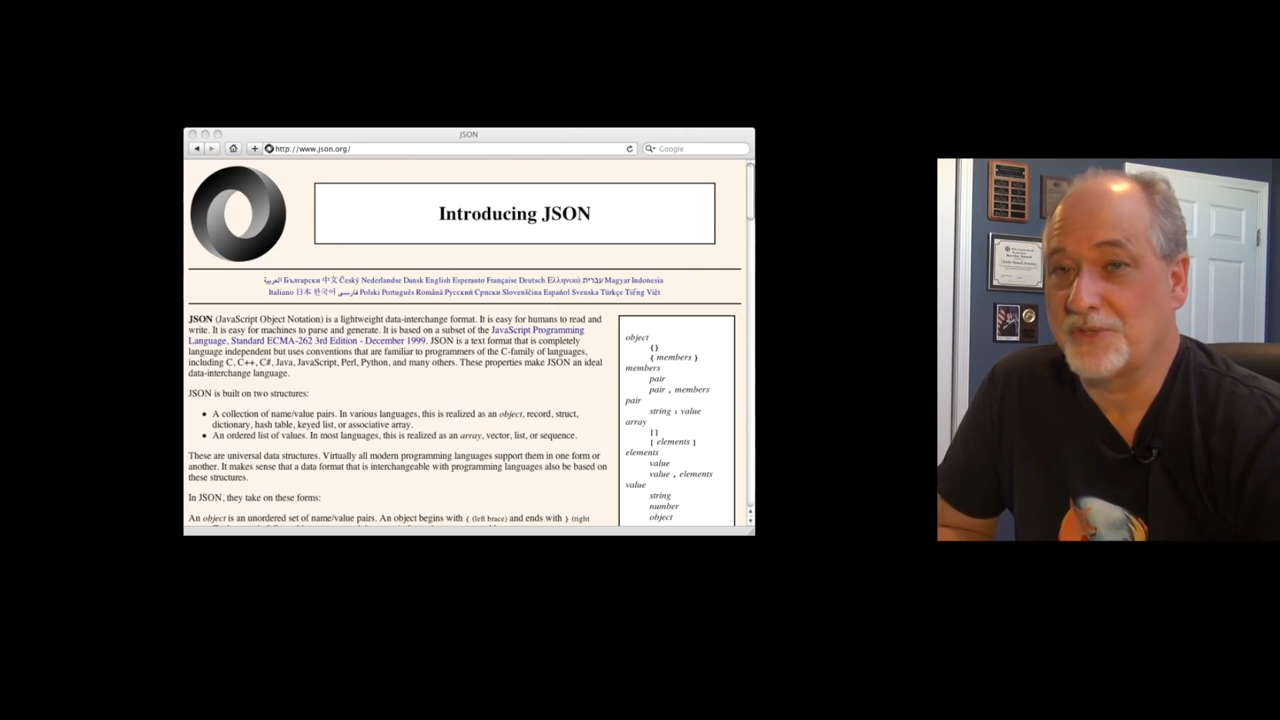 JSON
http://www.json.org/
Google
Introducing JSON
العربية Български 中文 Český Nederlandse Dansk English Esperanto Française Deutsch Ελληνικά עברית Magyar Indonesia
Italiano 日本 한국어 فارسی Polski Português Română Русский Српски Slovenščina Español Svenska Türkçe Tiếng Việt
JSON (JavaScript Object Notation) is a lightweight data-interchange format. It is easy for humans to read and
write. It is easy for machines to parse and generate. It is based on a subset of the JavaScript Programming
Language, Standard ECMA-262 3rd Edition - December 1999. JSON is a text format that is completely
language independent but uses conventions that are familiar to programmers of the C-family of languages,
including C, C++, C#, Java, JavaScript, Perl, Python, and many others. These properties make JSON an ideal
data-interchange language.
JSON is built on two structures:
A collection of name/value pairs. In various languages, this is realized as an object, record, struct,
dictionary, hash table, keyed list, or associative array.
An ordered list of values. In most languages, this is realized as an array, vector, list, or sequence.
These are universal data structures. Virtually all modern programming languages support them in one form or
another. It makes sense that a data format that is interchangeable with programming languages also be based on
these structures.
In JSON, they take on these forms:
An object is an unordered set of name/value pairs. An object begins with { (left brace) and ends with } (right
object
{}
{ members }
members
pair
pair , members
pair
string : value
array
[]
[ elements ]
elements
value
value , elements
value
string
number
object